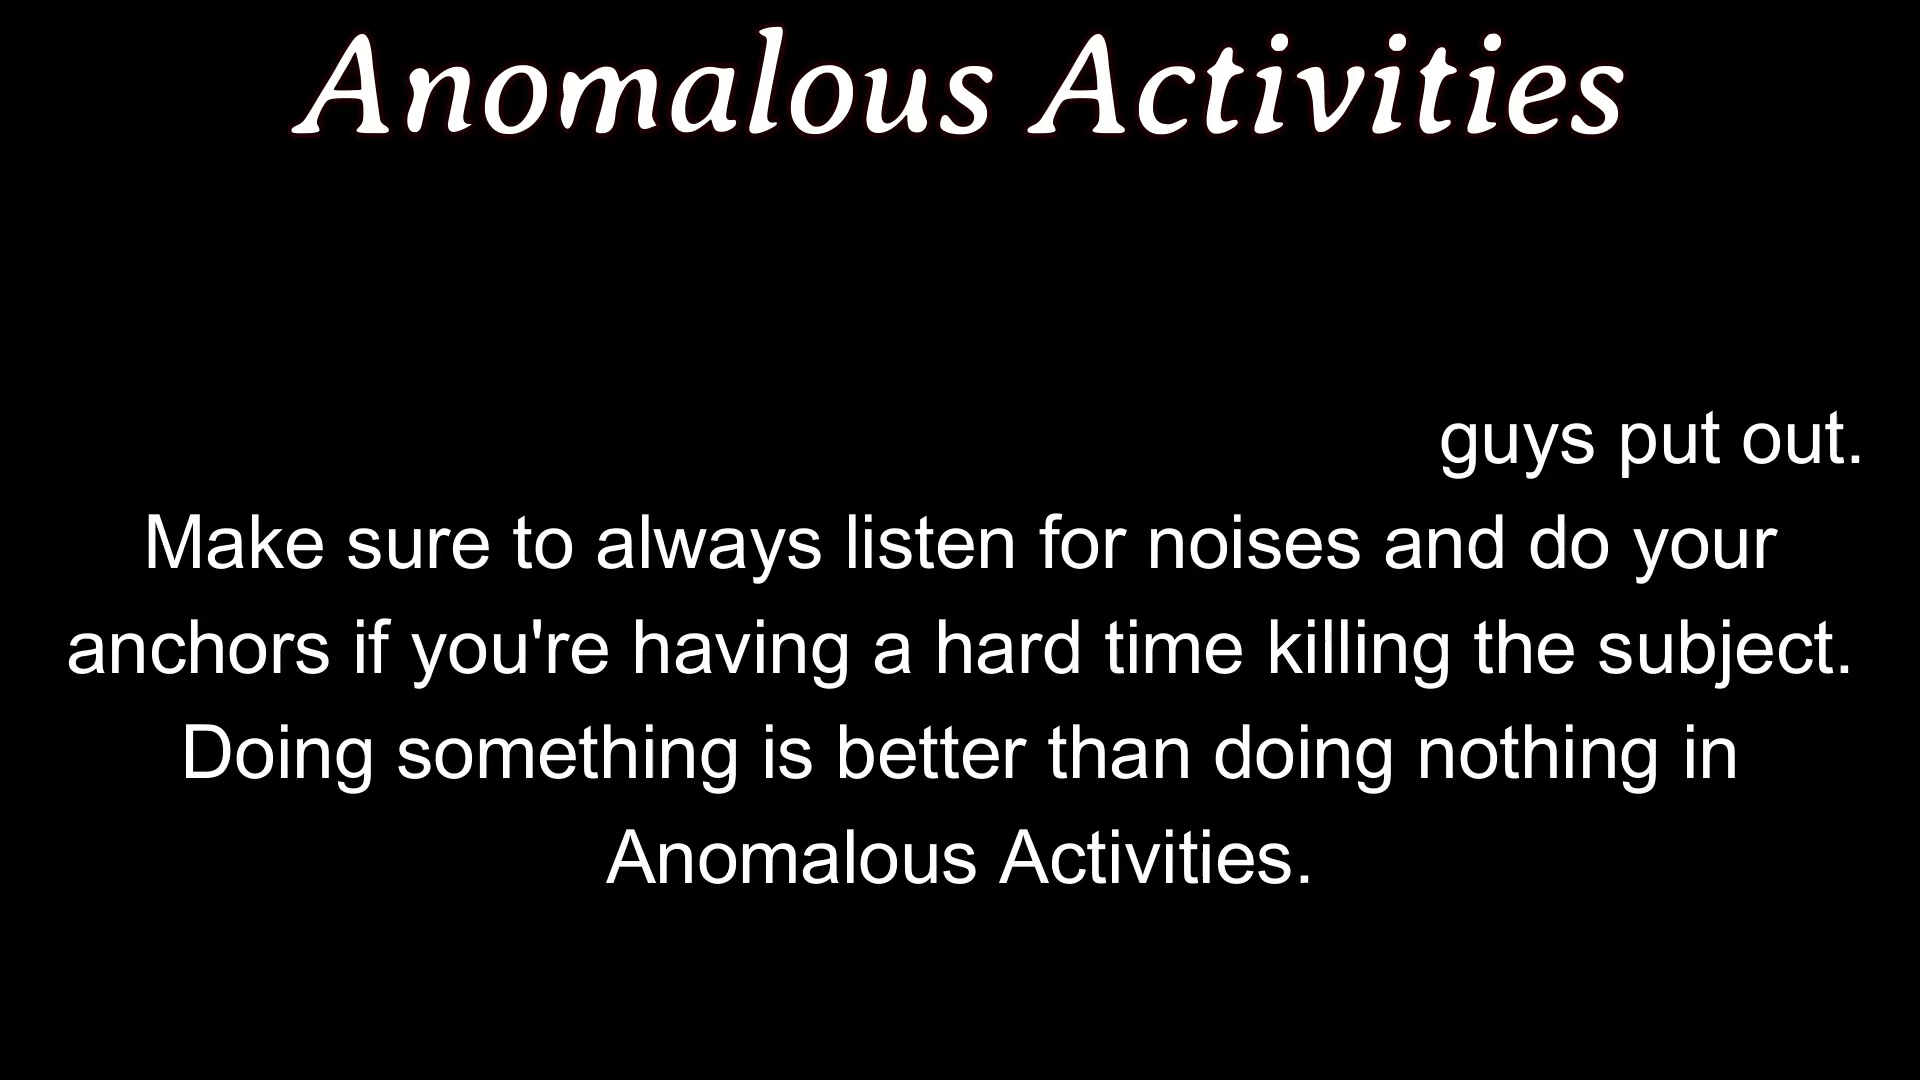 Anomalous Activities
guys put out.
Make sure to always listen for noises and do your
anchors if you're having a hard time killing the subject.
Doing something is better than doing nothing in
Anomalous Activities.